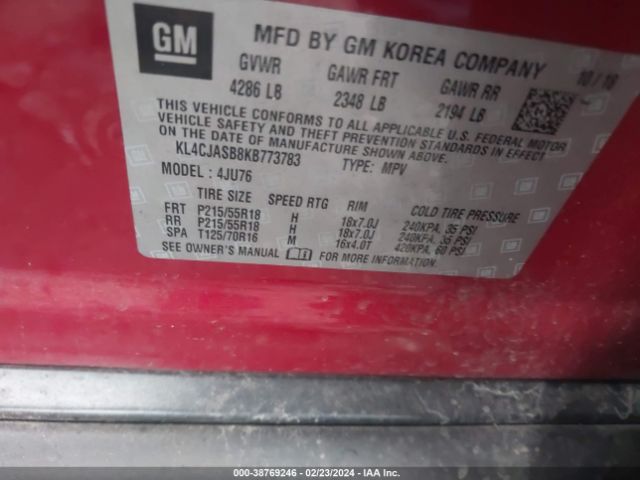 GM MFD BY GM KOREA COMPANY
GVWR GAWR FRT GAWR RR 10/18
4286 LB 2348 LB 2194 LB
THIS VEHICLE CONFORMS TO ALL APPLICABLE U.S. FEDERAL MOTOR
VEHICLE SAFETY AND THEFT PREVENTION STANDARDS IN EFFECT
ON THE DATE OF MANUFACTURE SHOWN ABOVE.
KL4CJASB8KB773783 TYPE: MPV
MODEL: 4JU76
TIRE SIZE SPEED RTG RIM COLD TIRE PRESSURE
FRT P215/55R18 H 18x7.0J 240KPA, 35 PSI
RR P215/55R18 H 18x7.0J 240KPA, 35 PSI
SPA T125/70R16 M 16x4.0T 420KPA, 60 PSI
SEE OWNER'S MANUAL FOR MORE INFORMATION.
000-38769246 - 02/23/2024 - IAA Inc.